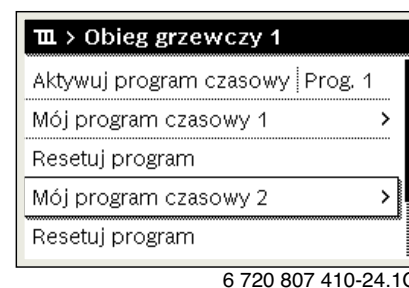 > Obieg grzewczy 1
Aktywuj program czasowy Prog. 1
Mój program czasowy 1 >
Resetuj program
Mój program czasowy 2 >
Resetuj program
6 720 807 410-24.1O